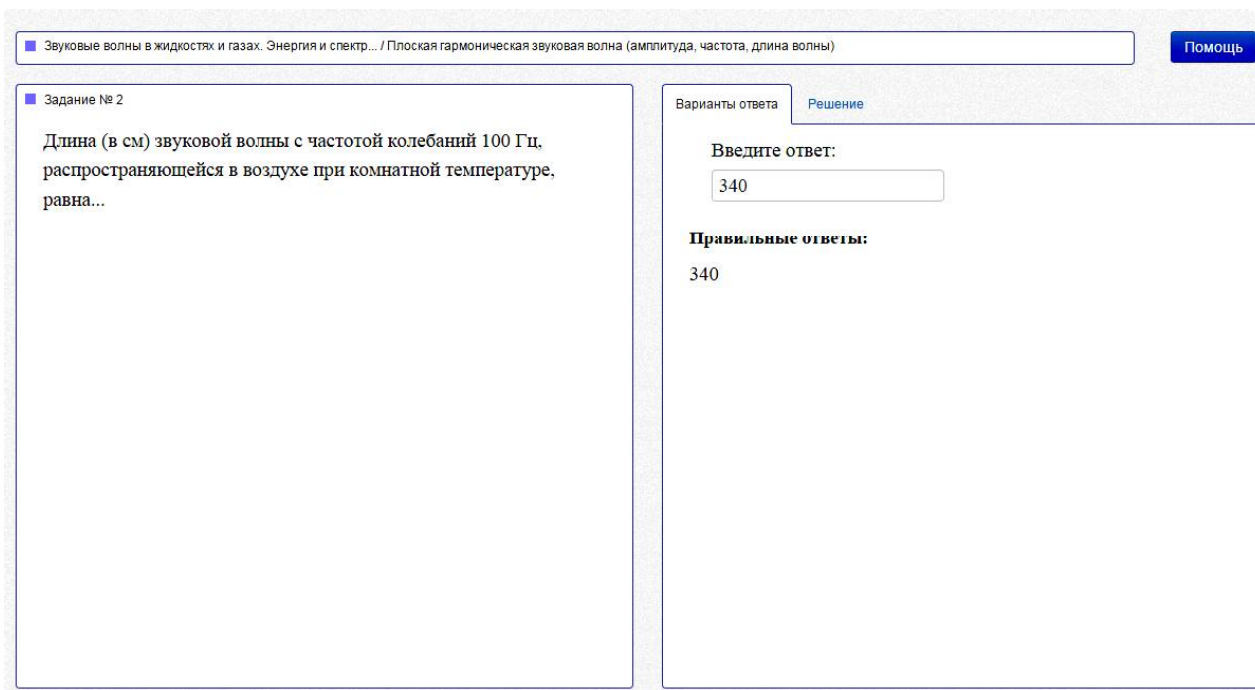 Звуковые волны в жидкостях и газах. Энергия и спектр... / Плоская гармоническая звуковая волна (амплитуда, частота, длина волны)
Помощь
Задание № 2
Длина (в см) звуковой волны с частотой колебаний 100 Гц,
распространяющейся в воздухе при комнатной температуре,
равна...
Варианты ответа
Решение
Введите ответ:
340
Правильные ответы:
340